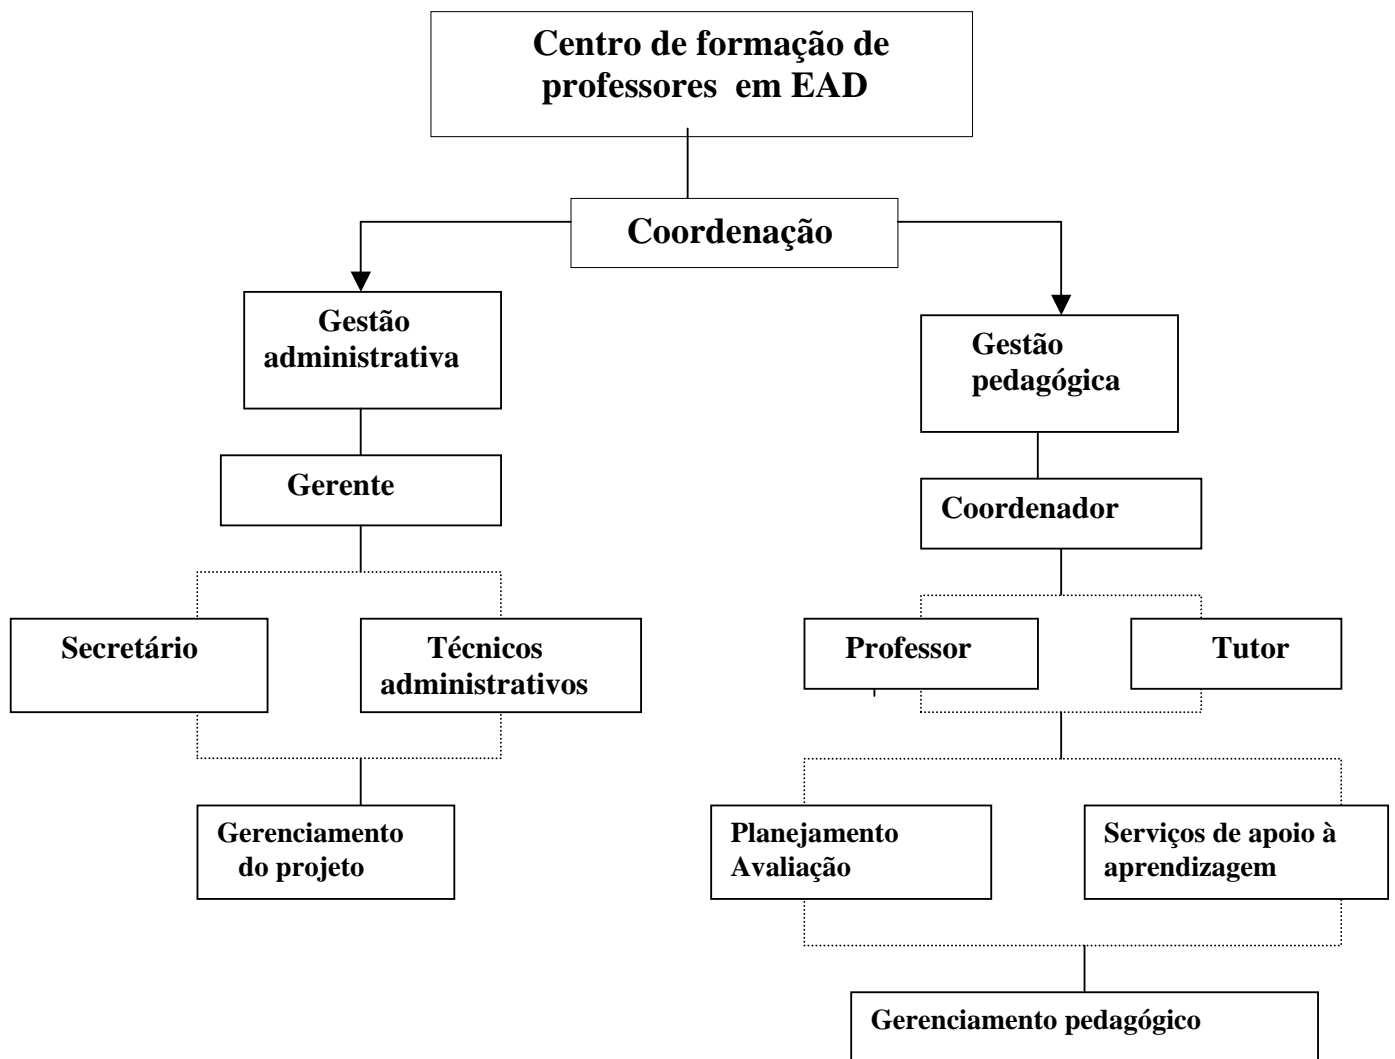 Centro de formação de
professores em EAD
Coordenação
Gestão
administrativa
Gestão
pedagógica
Gerente
Coordenador
Secretário
Técnicos
administrativos
Professor
Tutor
Gerenciamento
do projeto
Planejamento
Avaliação
Serviços de apoio à
aprendizagem
Gerenciamento pedagógico